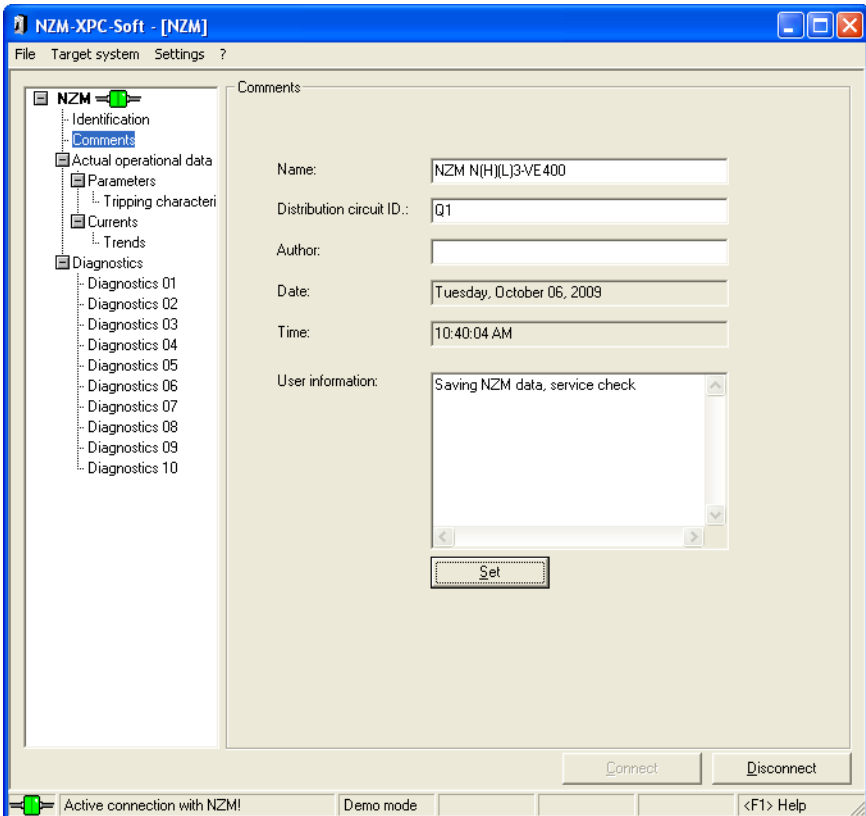 NZM-XPC-Soft - [NZM]
File Target system Settings ?
NZM
Identification
Comments
Actual operational data
Parameters
Tripping characteri
Currents
Trends
Diagnostics
Diagnostics 01
Diagnostics 02
Diagnostics 03
Diagnostics 04
Diagnostics 05
Diagnostics 06
Diagnostics 07
Diagnostics 08
Diagnostics 09
Diagnostics 10
Comments
Name: NZM N(H)(L)3-VE400
Distribution circuit ID.: Q1
Author:
Date: Tuesday, October 06, 2009
Time: 10:40:04 AM
User information: Saving NZM data, service check
Set
Connect Disconnect
Active connection with NZM! Demo mode <F1> Help